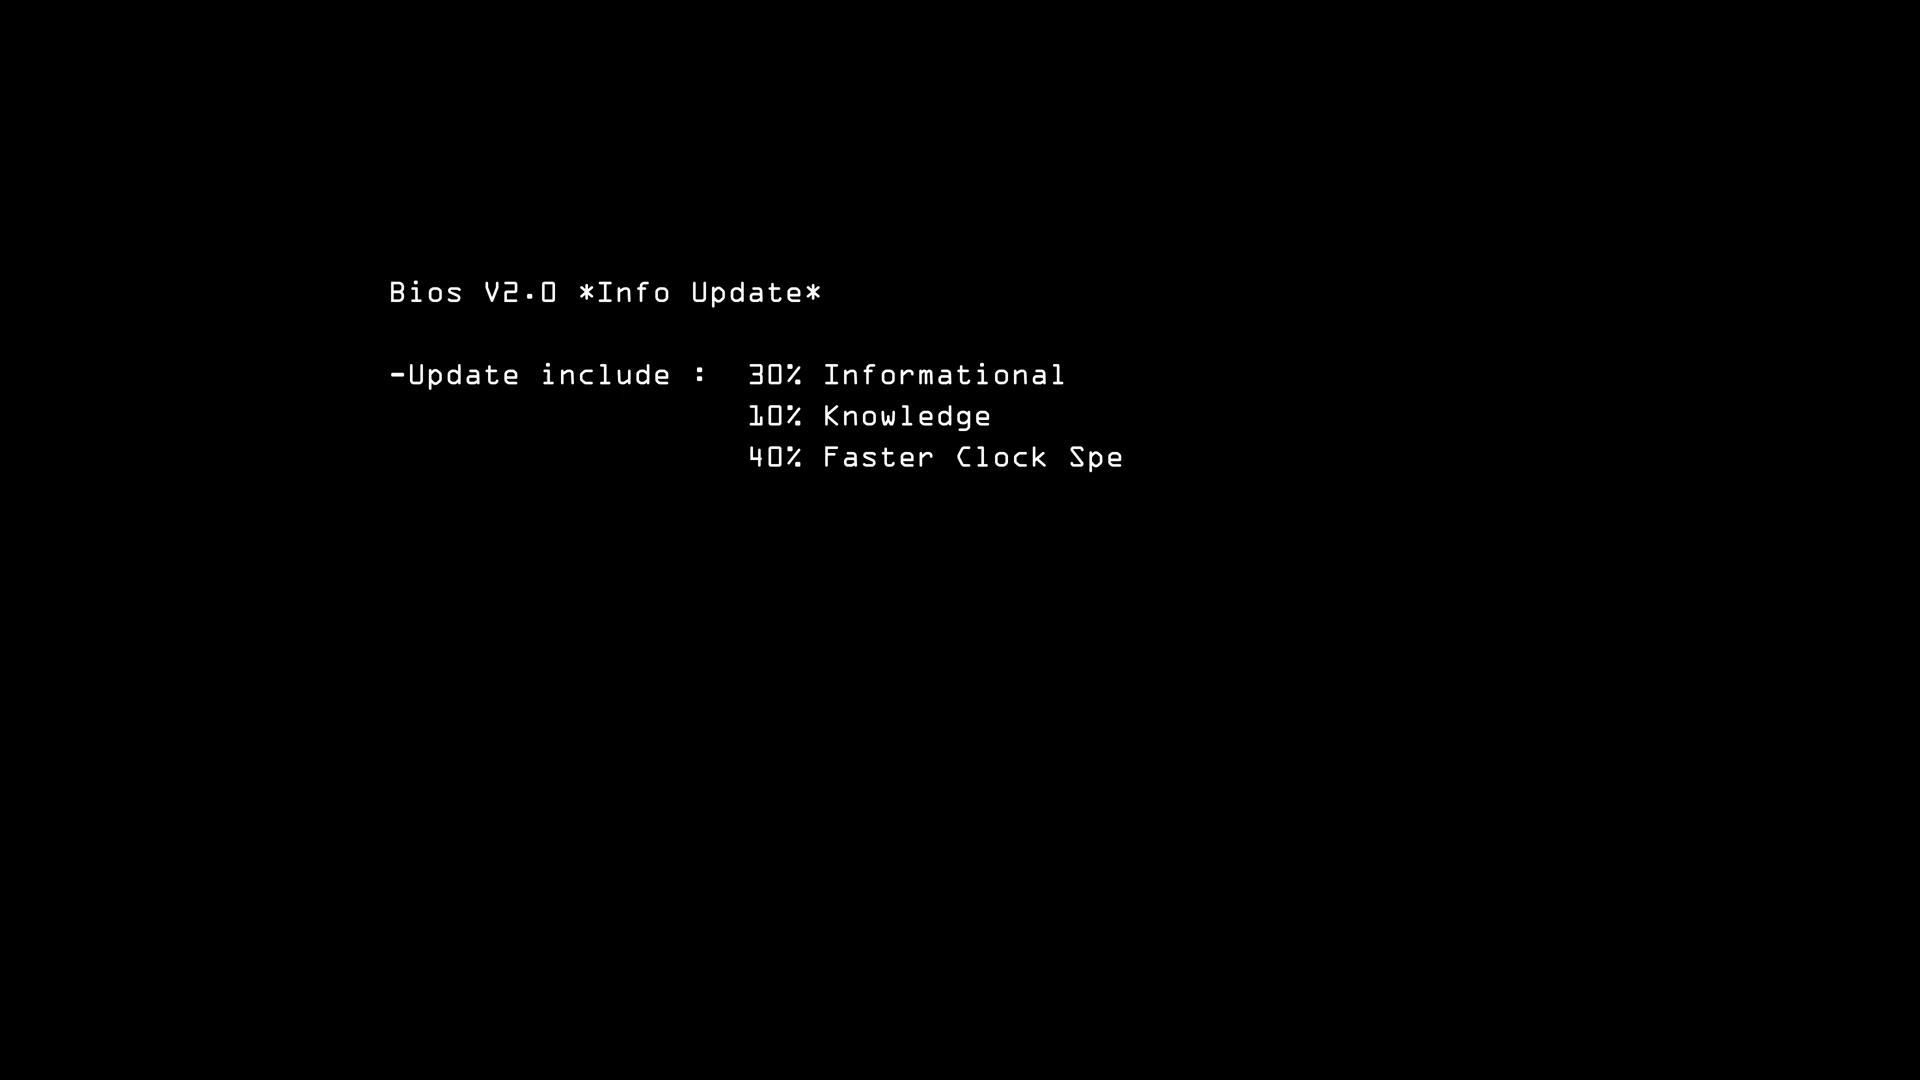 Bios V2.0 *Info Update*
-Update include :  30% Informational
10% Knowledge
40% Faster Clock Spe